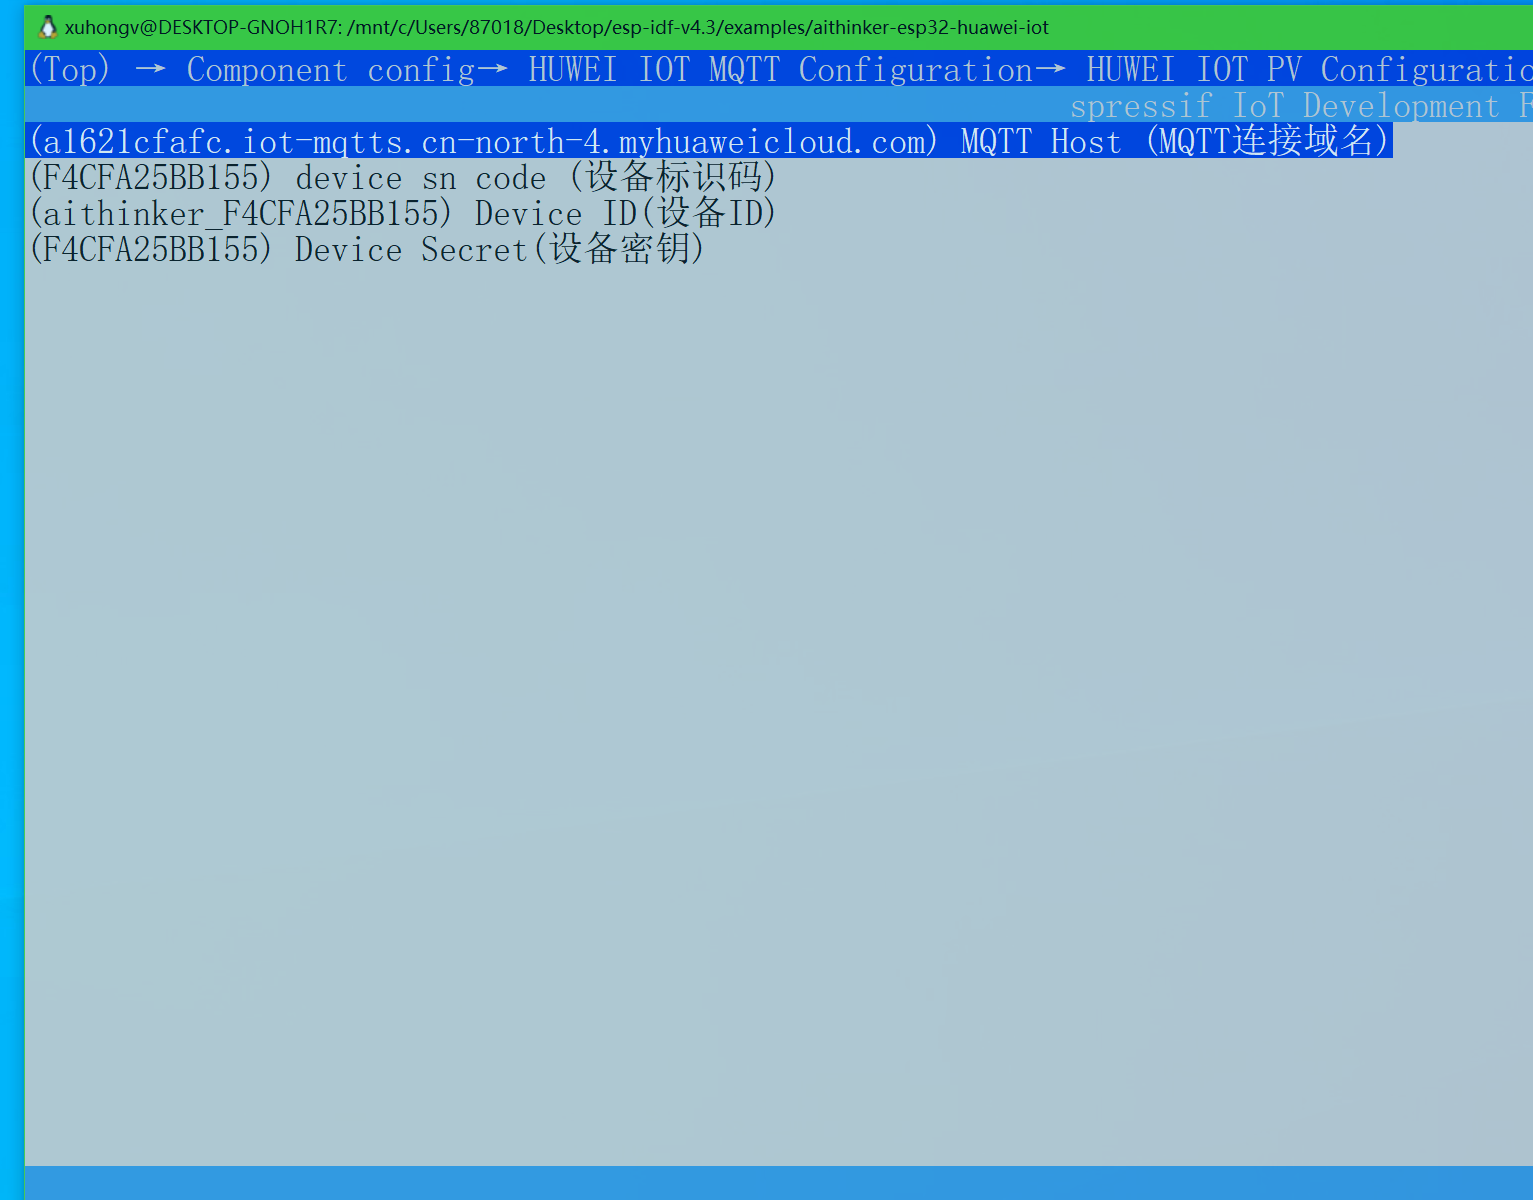 xuhongv@DESKTOP-GNOH1R7: /mnt/c/Users/87018/Desktop/esp-idf-v4.3/examples/aithinker-esp32-huawei-iot
(Top) → Component config→ HUWEI IOT MQTT Configuration→ HUWEI IOT PV Configuratio
spressif IoT Development F
(a1621cfafc.iot-mqtts.cn-north-4.myhuaweicloud.com) MQTT Host (MQTT连接域名)
(F4CFA25BB155) device sn code (设备标识码)
(aithinker_F4CFA25BB155) Device ID(设备ID)
(F4CFA25BB155) Device Secret(设备密钥)